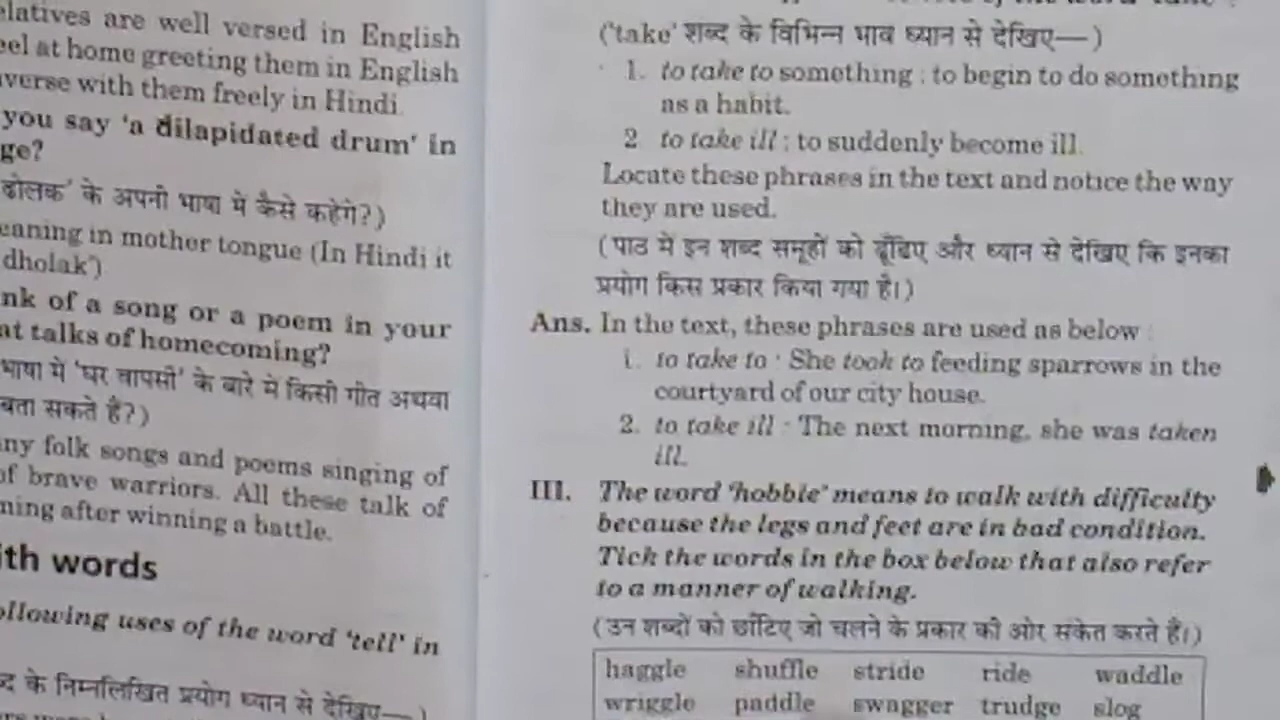 elatives are well versed in English
eel at home greeting them in English
verse with them freely in Hindi.
you say 'a dilapidated drum' in
ge?
ढोलक' के अपनी भाषा में कैसे कहेगे?)
eaning in mother tongue (In Hindi it
dholak')
nk of a song or a poem in your
at talks of homecoming?
भाषा में 'घर वापसी' के बारे में किसी गीत अथवा
बता सकते हैं?)
ny folk songs and poems singing of
of brave warriors. All these talk of
ning after winning a battle.
ith words
ollowing uses of the word 'tell' in
द के निम्नलिखित प्रयोग ध्यान से देखिए—)
('take' शब्द के विभिन्न भाव ध्यान से देखिए—)
1. to take to something : to begin to do something
as a habit.
2 to take ill : to suddenly become ill.
Locate these phrases in the text and notice the way
they are used.
(पाठ में इन शब्द समूहों को ढूँढिए और ध्यान से देखिए कि इनका
प्रयोग किस प्रकार किया गया है।)
Ans. In the text, these phrases are used as below :
1. to take to : She took to feeding sparrows in the
courtyard of our city house.
2. to take ill : The next morning, she was taken
ill.
III. The word 'hobble' means to walk with difficulty
because the legs and feet are in bad condition.
Tick the words in the box below that also refer
to a manner of walking.
(उन शब्दों को छाँटिए जो चलने के प्रकार की ओर संकेत करते हैं।)
haggle shuffle stride ride waddle
wriggle paddle swagger trudge slog